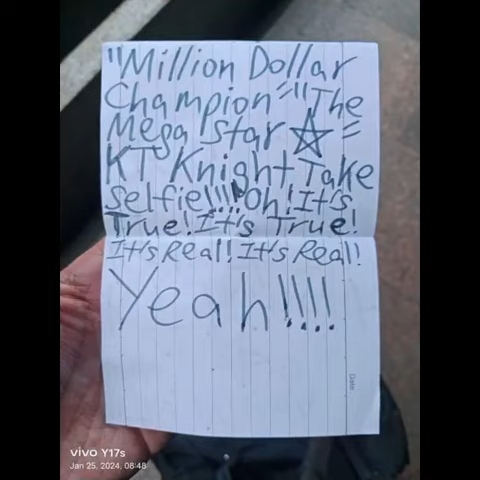 "Million Dollar
Champion"="The
Mega Star ☆=
KT Knight Take
Selfie!!!! Oh! It's
True! It's True!
It's Real! It's Real!
Yeah!!!!
Date
vivo Y17s
Jan 25, 2024, 08:48